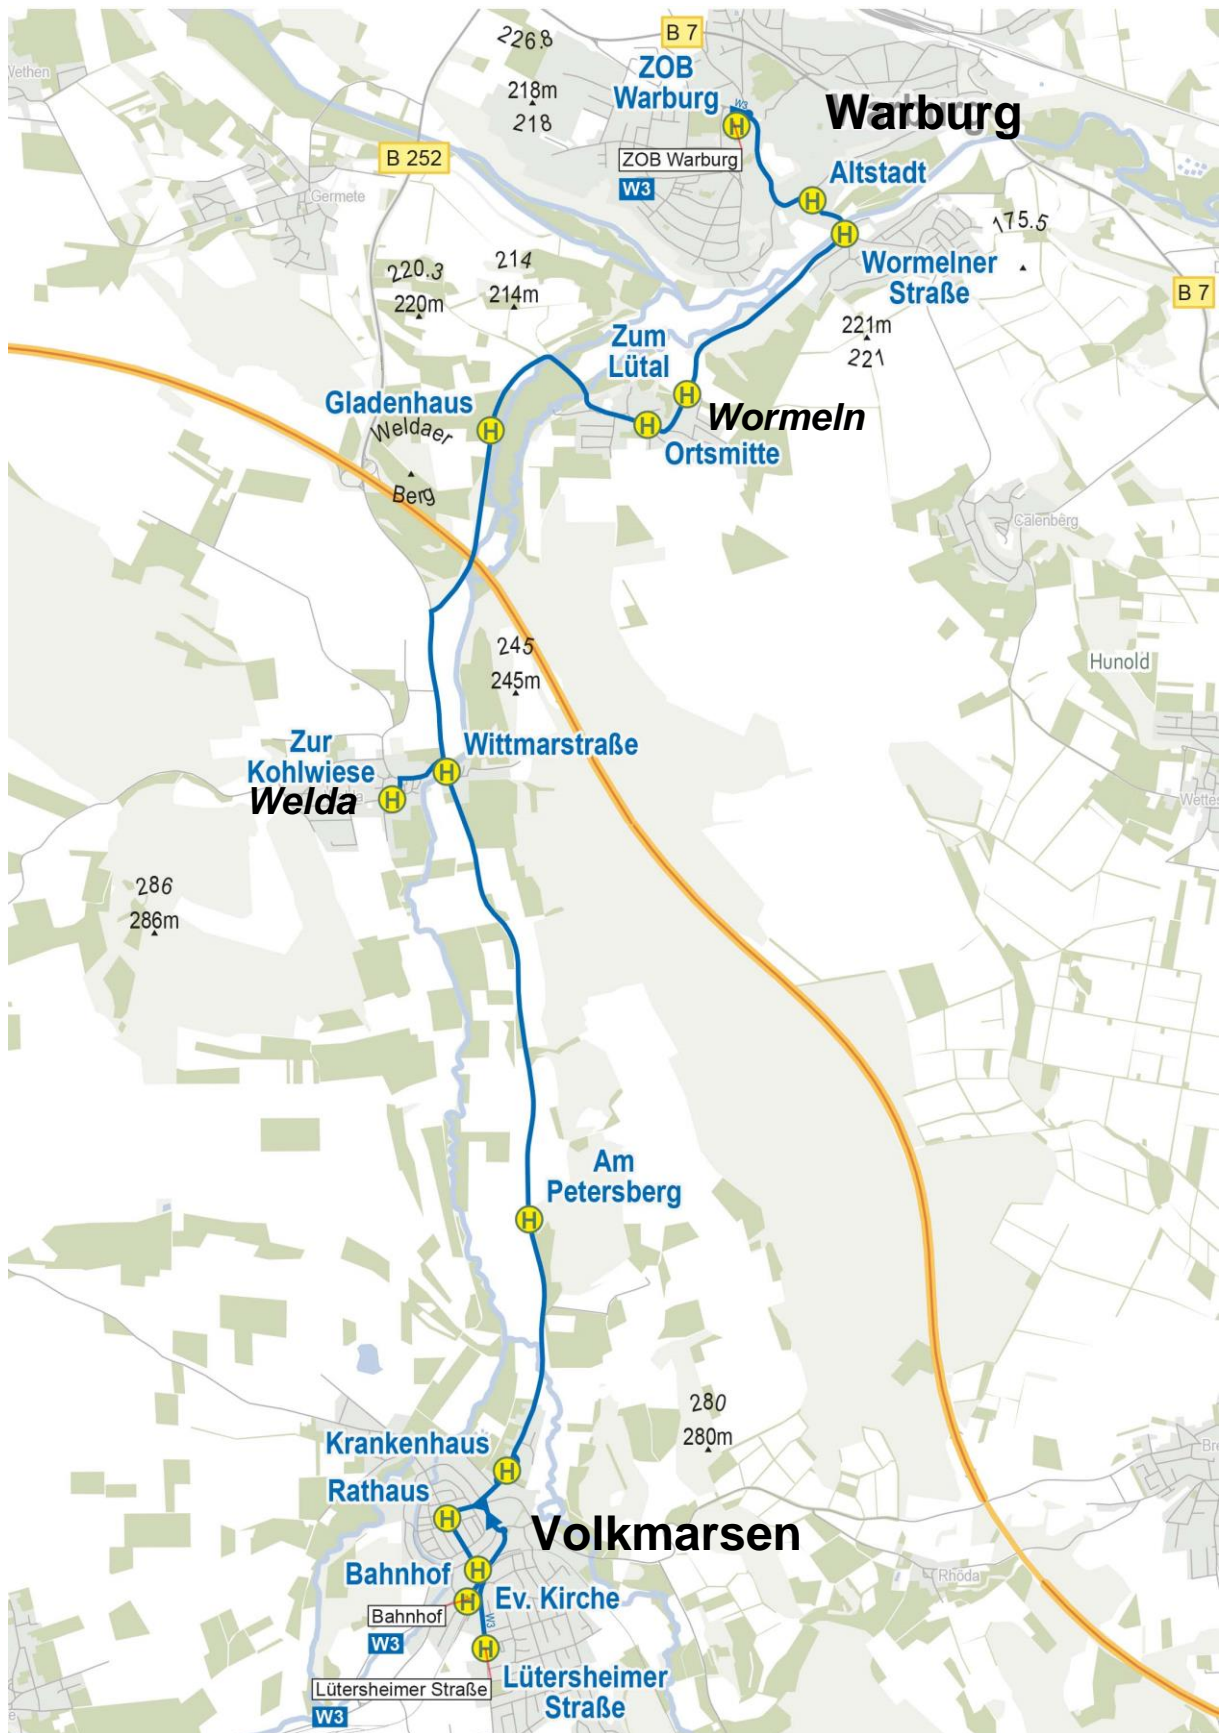 226.8
B 7
ZOB
Warburg
W3
Warburg
218m
218
B 252
ZOB Warburg
W3
Altstadt
Germete
175.5
Wormelner
Straße
B 7
220.3
220m
214
214m
221m
221
Zum
Lütal
Gladenhaus
Weldaer
Berg
Wormeln
Ortsmitte
Calenberg
245
245m
Hunold
Zur
Kohlwiese
Wittmarstraße
Welda
286
286m
Am
Petersberg
280
280m
Krankenhaus
Rathaus
Volkmarsen
Rhöda
Bahnhof
Ev. Kirche
Bahnhof
W3
W3
Lütersheimer
Straße
Lütersheimer Straße
W3